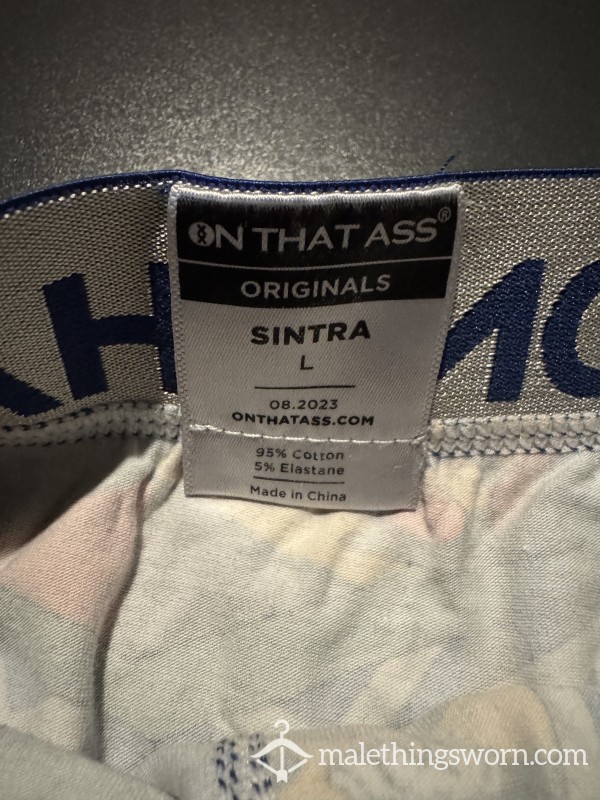 ON THAT ASS®
ORIGINALS
SINTRA
L
08.2023
ONTHATASS.COM
95% Cotton
5% Elastane
Made in China
malethingsworn.com